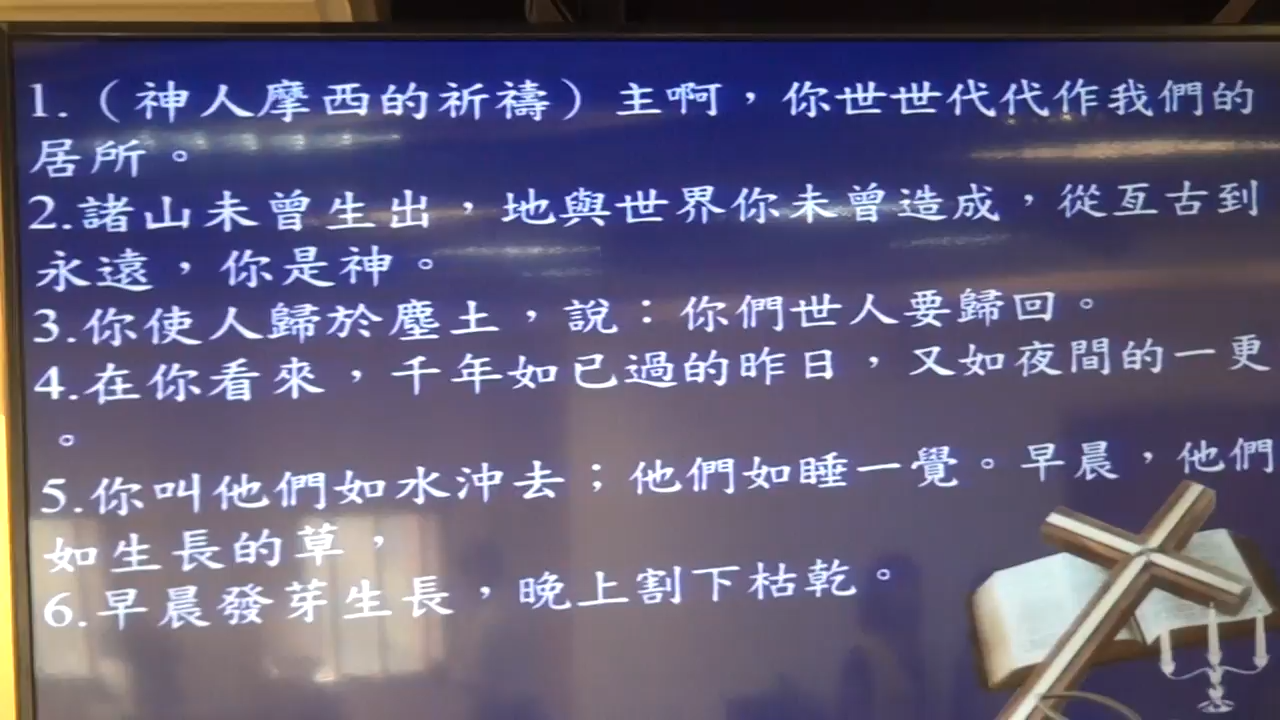 1.（神人摩西的祈禱）主啊，你世世代代作我們的
居所。
2.諸山未曾生出，地與世界你未曾造成，從亙古到
永遠，你是神。
3.你使人歸於塵土，說：你們世人要歸回。
4.在你看來，千年如已過的昨日，又如夜間的一更
。
5.你叫他們如水沖去；他們如睡一覺。早晨，他們
如生長的草，
6.早晨發芽生長，晚上割下枯乾。